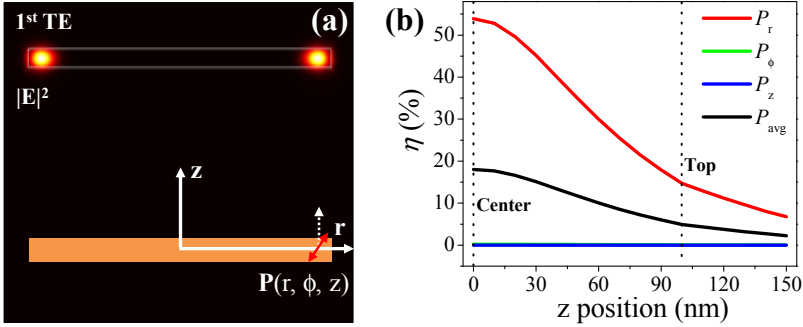 1st TE
(a)
|E|²
z
r
P(r, ϕ, z)
(b)
η (%)
50
40
30
20
10
0
Pr
Pϕ
Pz
Pavg
Top
Center
0 30 60 90 120 150
z position (nm)